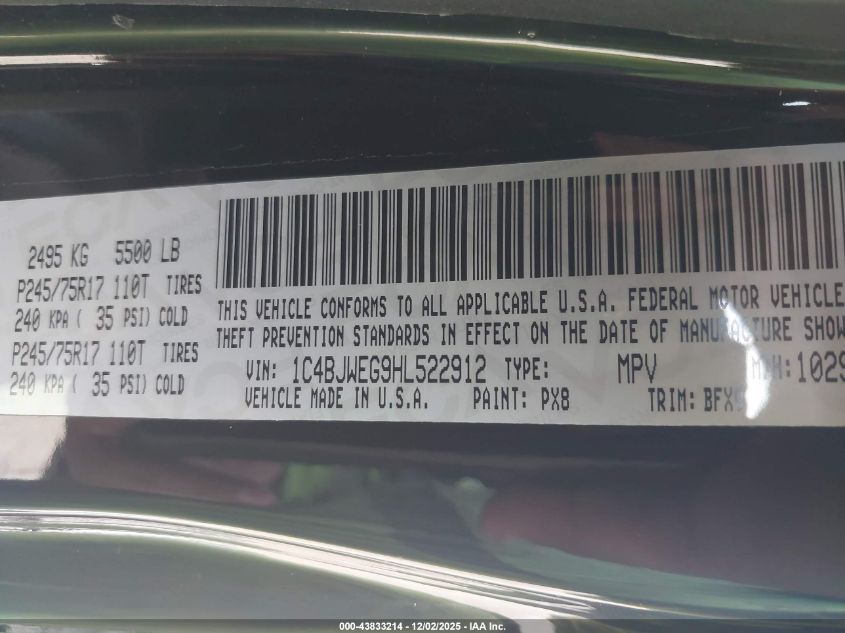 2495 KG 5500 LB
P245/75R17 110T TIRES
240 KPA ( 35 PSI) COLD
P245/75R17 110T TIRES
240 KPA ( 35 PSI) COLD
THIS VEHICLE CONFORMS TO ALL APPLICABLE U.S.A. FEDERAL MOTOR VEHICLE
THEFT PREVENTION STANDARDS IN EFFECT ON THE DATE OF MANUFACTURE SHOW
VIN: 1C4BJWEG9HL522912 TYPE: MPV MDH:1029
VEHICLE MADE IN U.S.A. PAINT: PX8 TRIM:
000-43833214 - 12/02/2025 - IAA Inc.